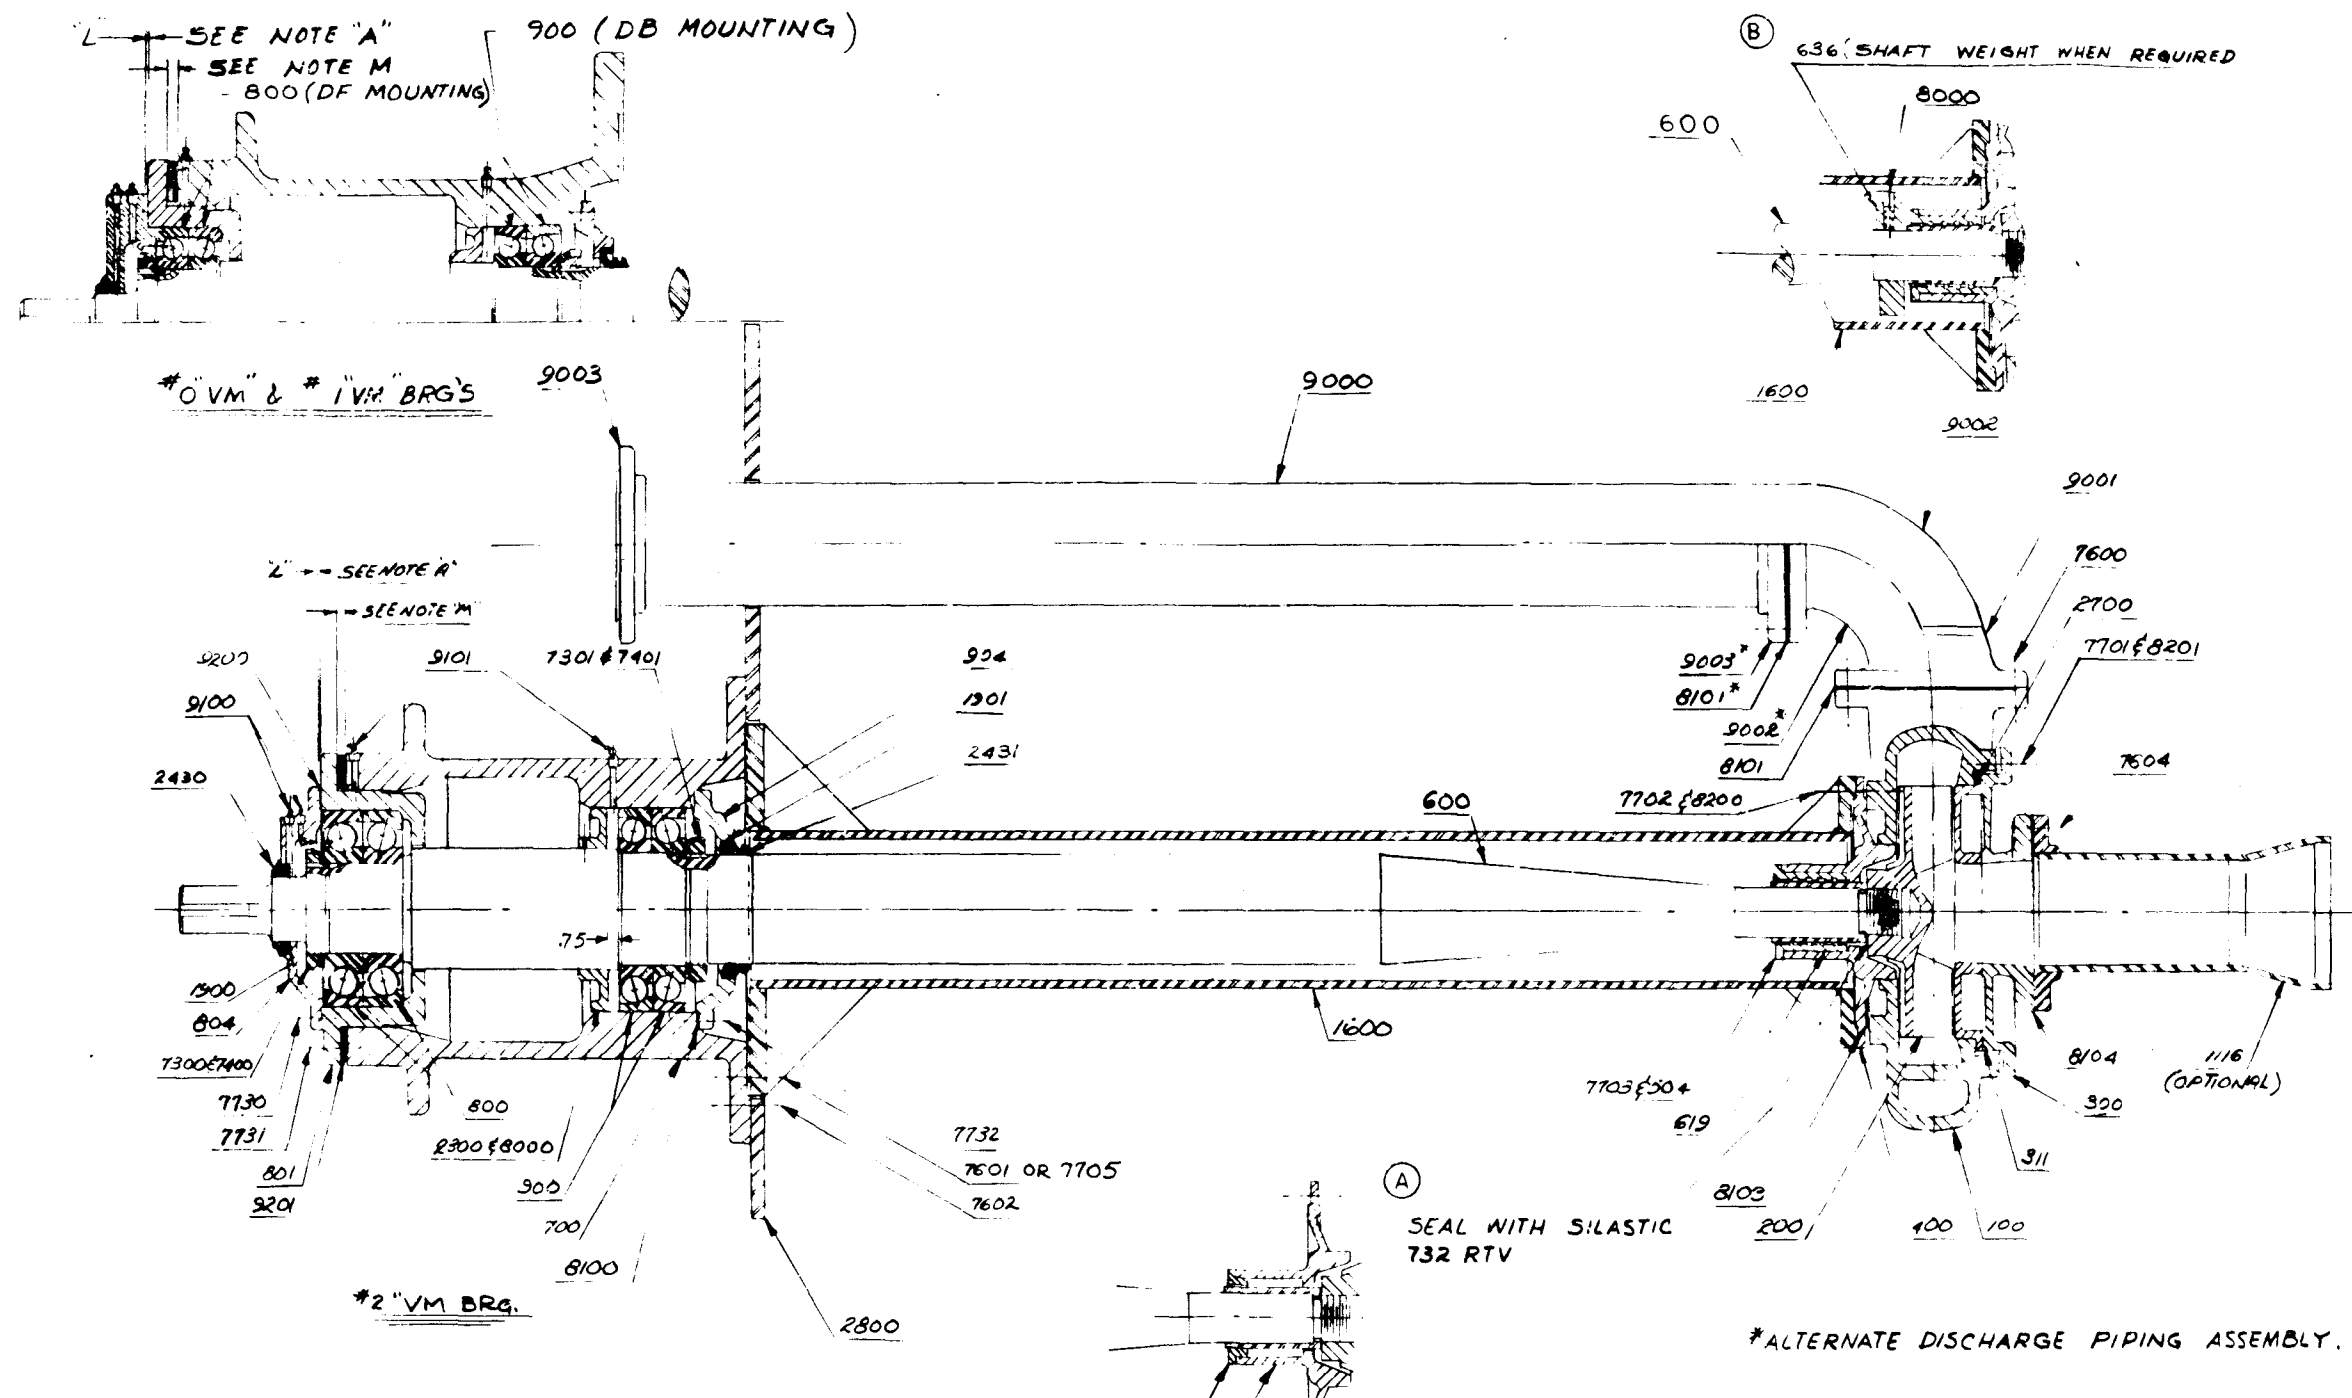 "L" SEE NOTE "A"
SEE NOTE M
800 (DF MOUNTING)
900 (DB MOUNTING)
B
636 SHAFT WEIGHT WHEN REQUIRED
8000
600
1600
9002
#0 "VM" & #1 "VM" BRG'S
9003
9000
9001
7600
2700
7701 & 8201
7604
"L" SEE NOTE "A"
SEE NOTE "M"
9200
9100
2430
9101
7301 & 7401
904
1901
2431
9003*
8101*
9002*
8101
7702 & 8200
600
.75
1900
804
7300 & 7400
7730
7731
801
9201
800
2300 & 8000
900
700
8100
7732
7601 OR 7705
7602
2800
1600
7703 & 504
619
8103
200
400
100
311
300
8104
1116
(OPTIONAL)
#2 "VM BRG.
A
SEAL WITH SILASTIC
732 RTV
*ALTERNATE DISCHARGE PIPING ASSEMBLY.